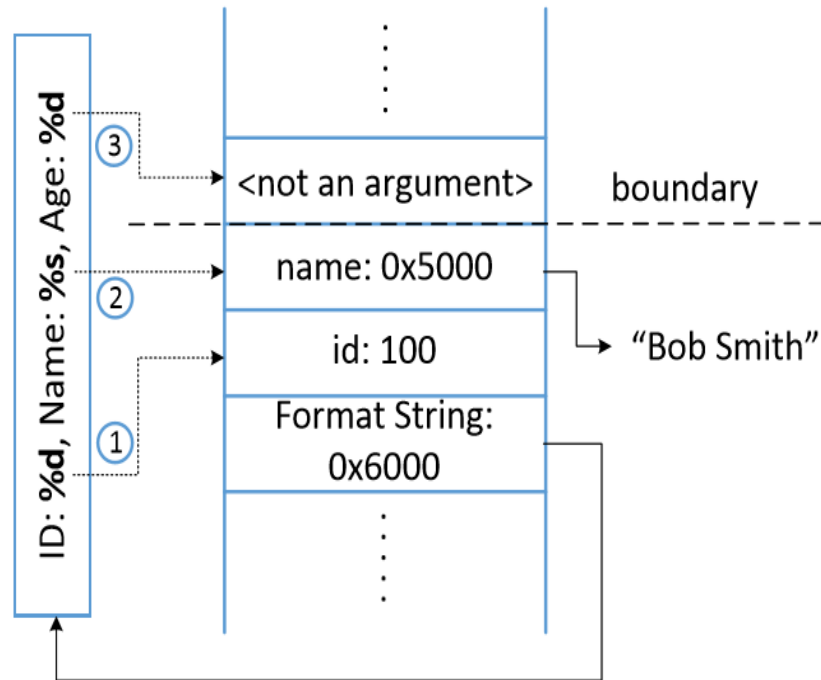 ID: %d, Name: %s, Age: %d
3
<not an argument>
boundary
2
name: 0x5000
"Bob Smith"
id: 100
1
Format String:
0x6000